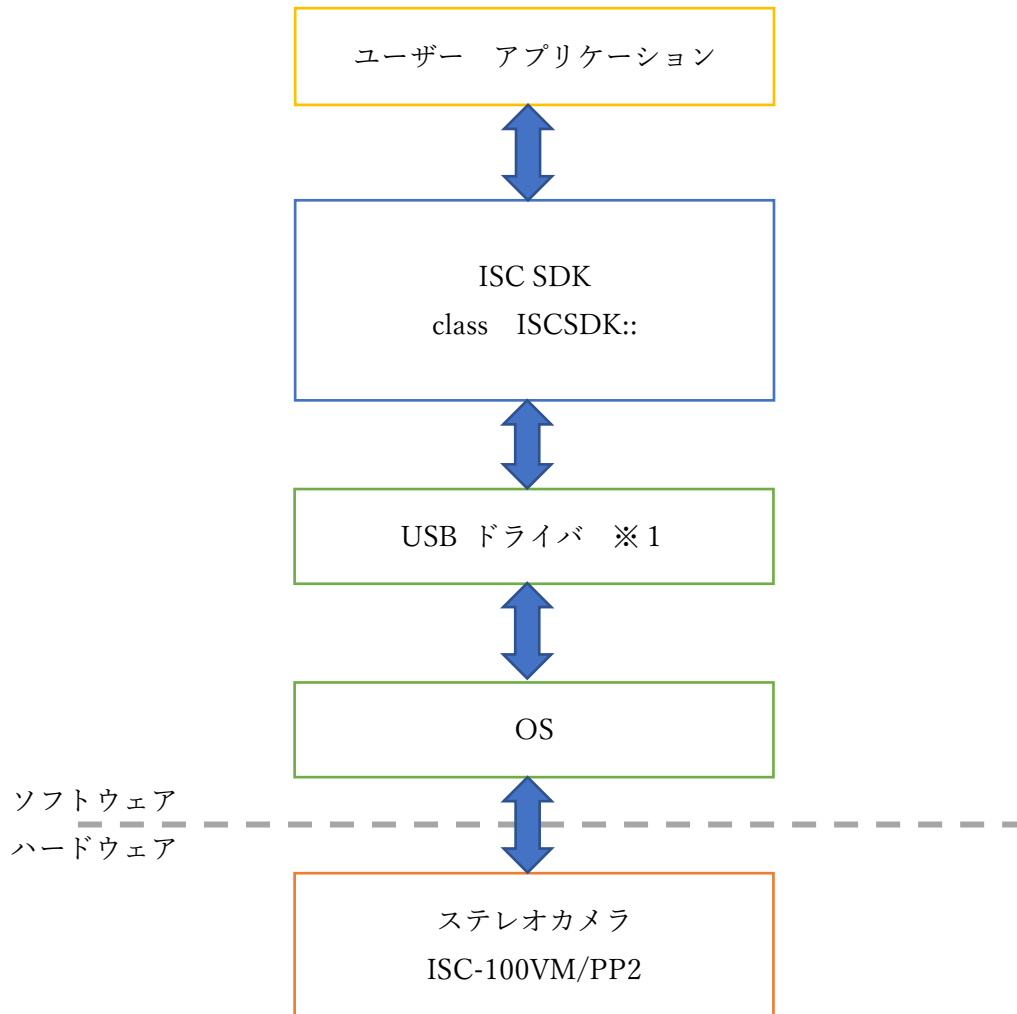 ユーザー　アプリケーション
ISC SDK
class　ISCSDK::
USB ドライバ　※1
OS
ソフトウェア
ハードウェア
ステレオカメラ
ISC-100VM/PP2